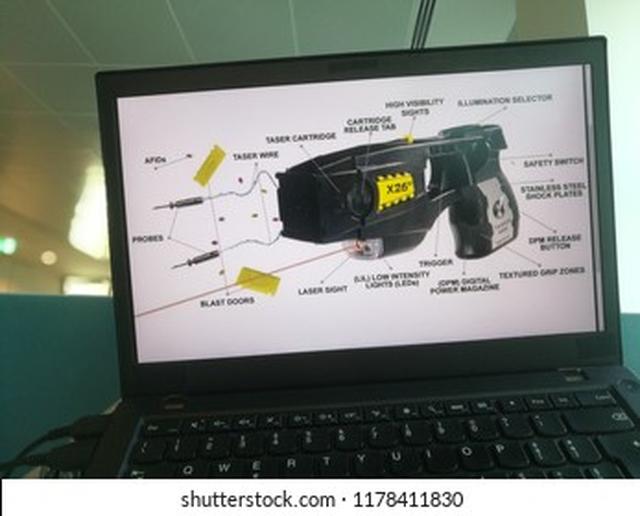 HIGH VISIBILITY
SIGHTS
ILLUMINATION SELECTOR
CARTRIDGE
RELEASE TAB
TASER CARTRIDGE
AFIDs
TASER WIRE
SAFETY SWITCH
X26
STAINLESS STEEL
SHOCK PLATES
PROBES
DPM RELEASE
BUTTON
TRIGGER
TEXTURED GRIP ZONES
BLAST DOORS
LASER SIGHT
(LIL) LOW INTENSITY
LIGHTS (LEDs)
(DPM) DIGITAL
POWER MAGAZINE
Q W E R T Y U I O P
shutterstock.com · 1178411830